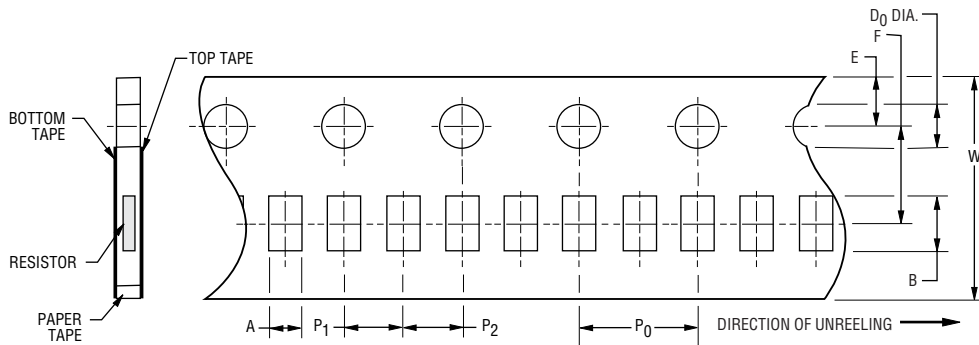 D0 DIA.
F
E
TOP TAPE
BOTTOM
TAPE
W
RESISTOR
B
PAPER
TAPE
A
P1
P2
P0
DIRECTION OF UNREELING